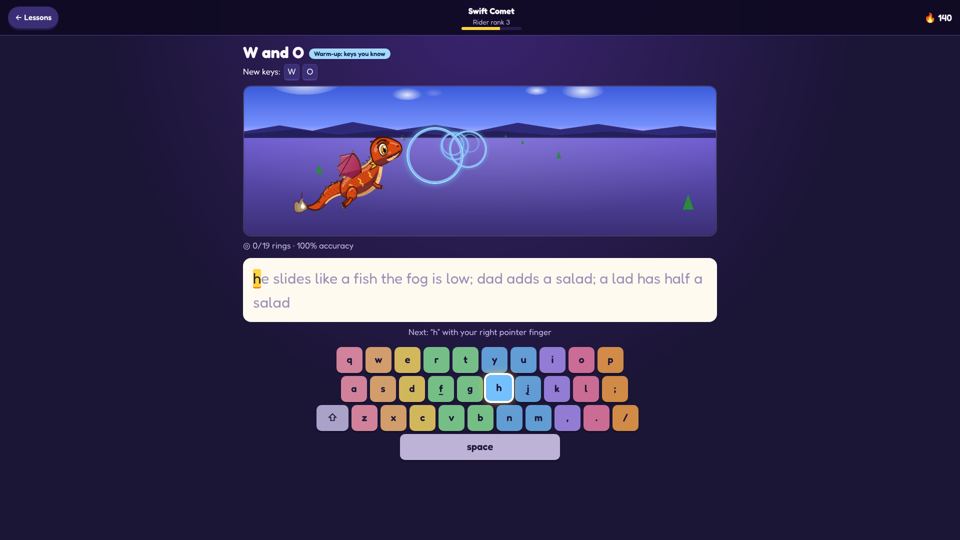 ← Lessons
Swift Comet
Rider rank 3
🔥 140
W and O
Warm-up: keys you know
New keys: W O
◎ 0/19 rings · 100% accuracy
he slides like a fish the fog is low; dad adds a salad; a lad has half a
salad
Next: "h" with your right pointer finger
q w e r t y u i o p
a s d f g h j k l ;
⇧ z x c v b n m , . /
space